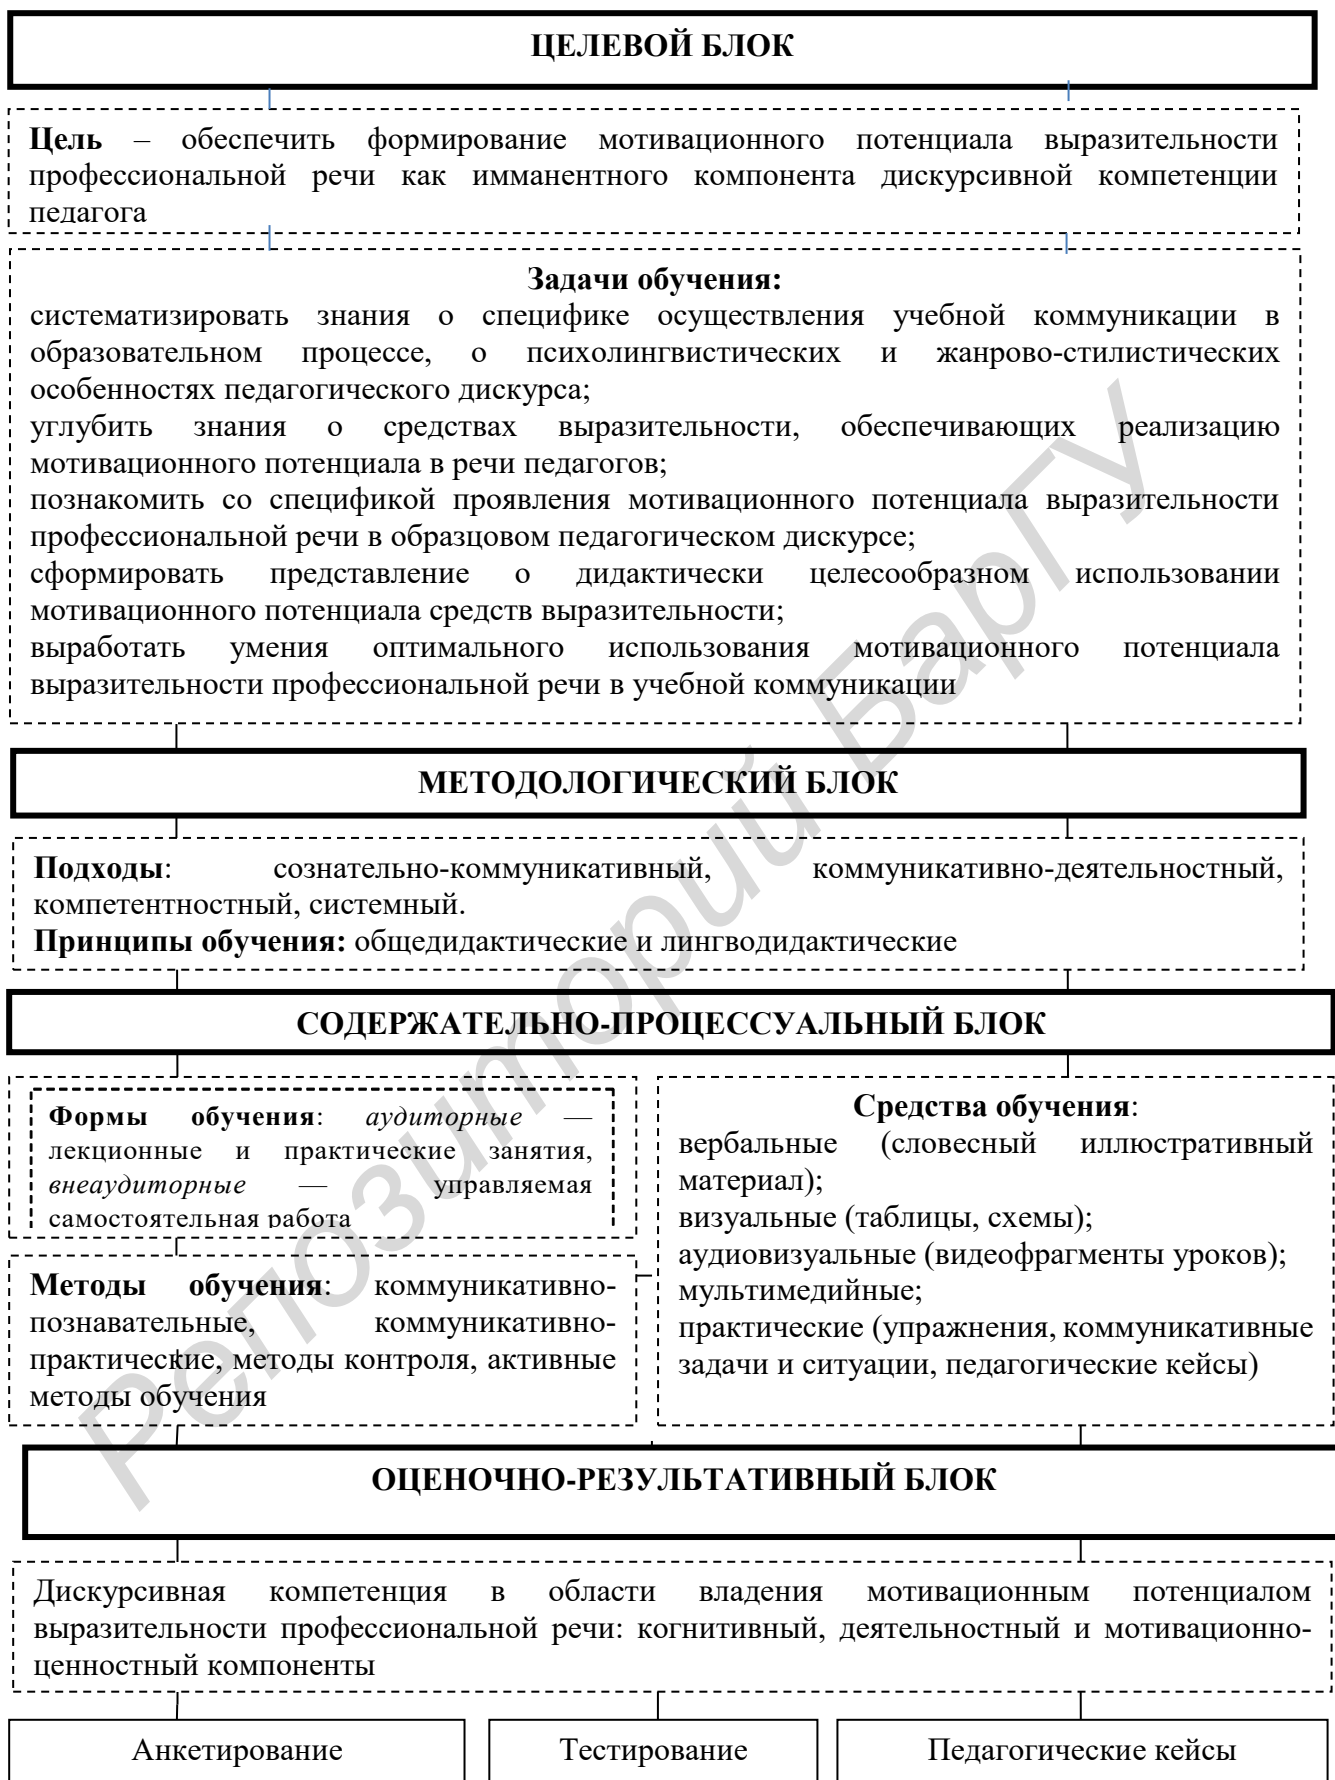 ЦЕЛЕВОЙ БЛОК
Цель – обеспечить формирование мотивационного потенциала выразительности
профессиональной речи как имманентного компонента дискурсивной компетенции
педагога
Задачи обучения:
систематизировать знания о специфике осуществления учебной коммуникации в
образовательном процессе, о психолингвистических и жанрово-стилистических
особенностях педагогического дискурса;
углубить знания о средствах выразительности, обеспечивающих реализацию
мотивационного потенциала в речи педагогов;
познакомить со спецификой проявления мотивационного потенциала выразительности
профессиональной речи в образцовом педагогическом дискурсе;
сформировать представление о дидактически целесообразном использовании
мотивационного потенциала средств выразительности;
выработать умения оптимального использования мотивационного потенциала
выразительности профессиональной речи в учебной коммуникации
МЕТОДОЛОГИЧЕСКИЙ БЛОК
Подходы: сознательно-коммуникативный, коммуникативно-деятельностный,
компетентностный, системный.
Принципы обучения: общедидактические и лингводидактические
СОДЕРЖАТЕЛЬНО-ПРОЦЕССУАЛЬНЫЙ БЛОК
Формы обучения: аудиторные —
лекционные и практические занятия,
внеаудиторные — управляемая
самостоятельная работа
Методы обучения: коммуникативно-
познавательные, коммуникативно-
практические, методы контроля, активные
методы обучения
Средства обучения:
вербальные (словесный иллюстративный
материал);
визуальные (таблицы, схемы);
аудиовизуальные (видеофрагменты уроков);
мультимедийные;
практические (упражнения, коммуникативные
задачи и ситуации, педагогические кейсы)
ОЦЕНОЧНО-РЕЗУЛЬТАТИВНЫЙ БЛОК
Дискурсивная компетенция в области владения мотивационным потенциалом
выразительности профессиональной речи: когнитивный, деятельностный и мотивационно-
ценностный компоненты
Анкетирование
Тестирование
Педагогические кейсы
Репозиторий БарГУ